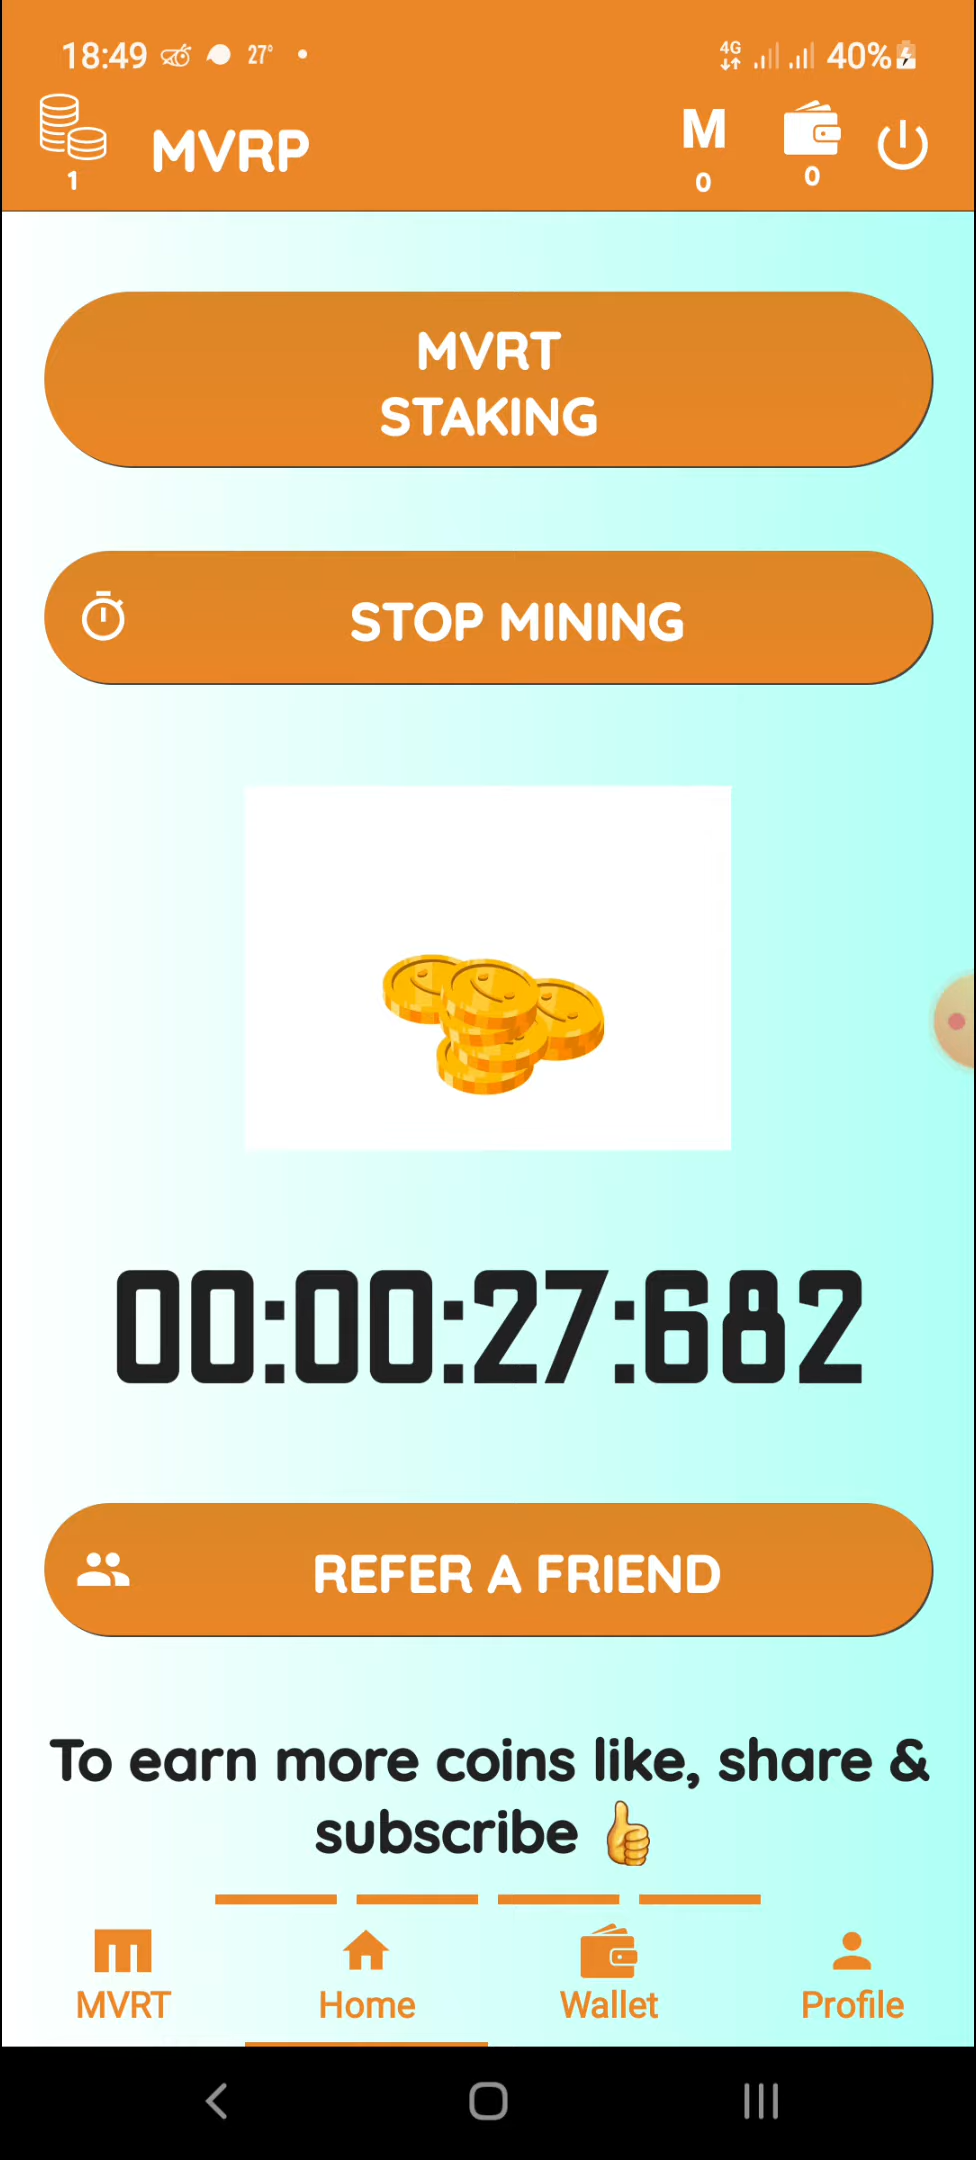 18:49 27° 4G 40%
MVRP
1 M 0 0
MVRT
STAKING
STOP MINING
00:00:27:682
REFER A FRIEND
To earn more coins like, share &
subscribe 👍
MVRT Home Wallet Profile